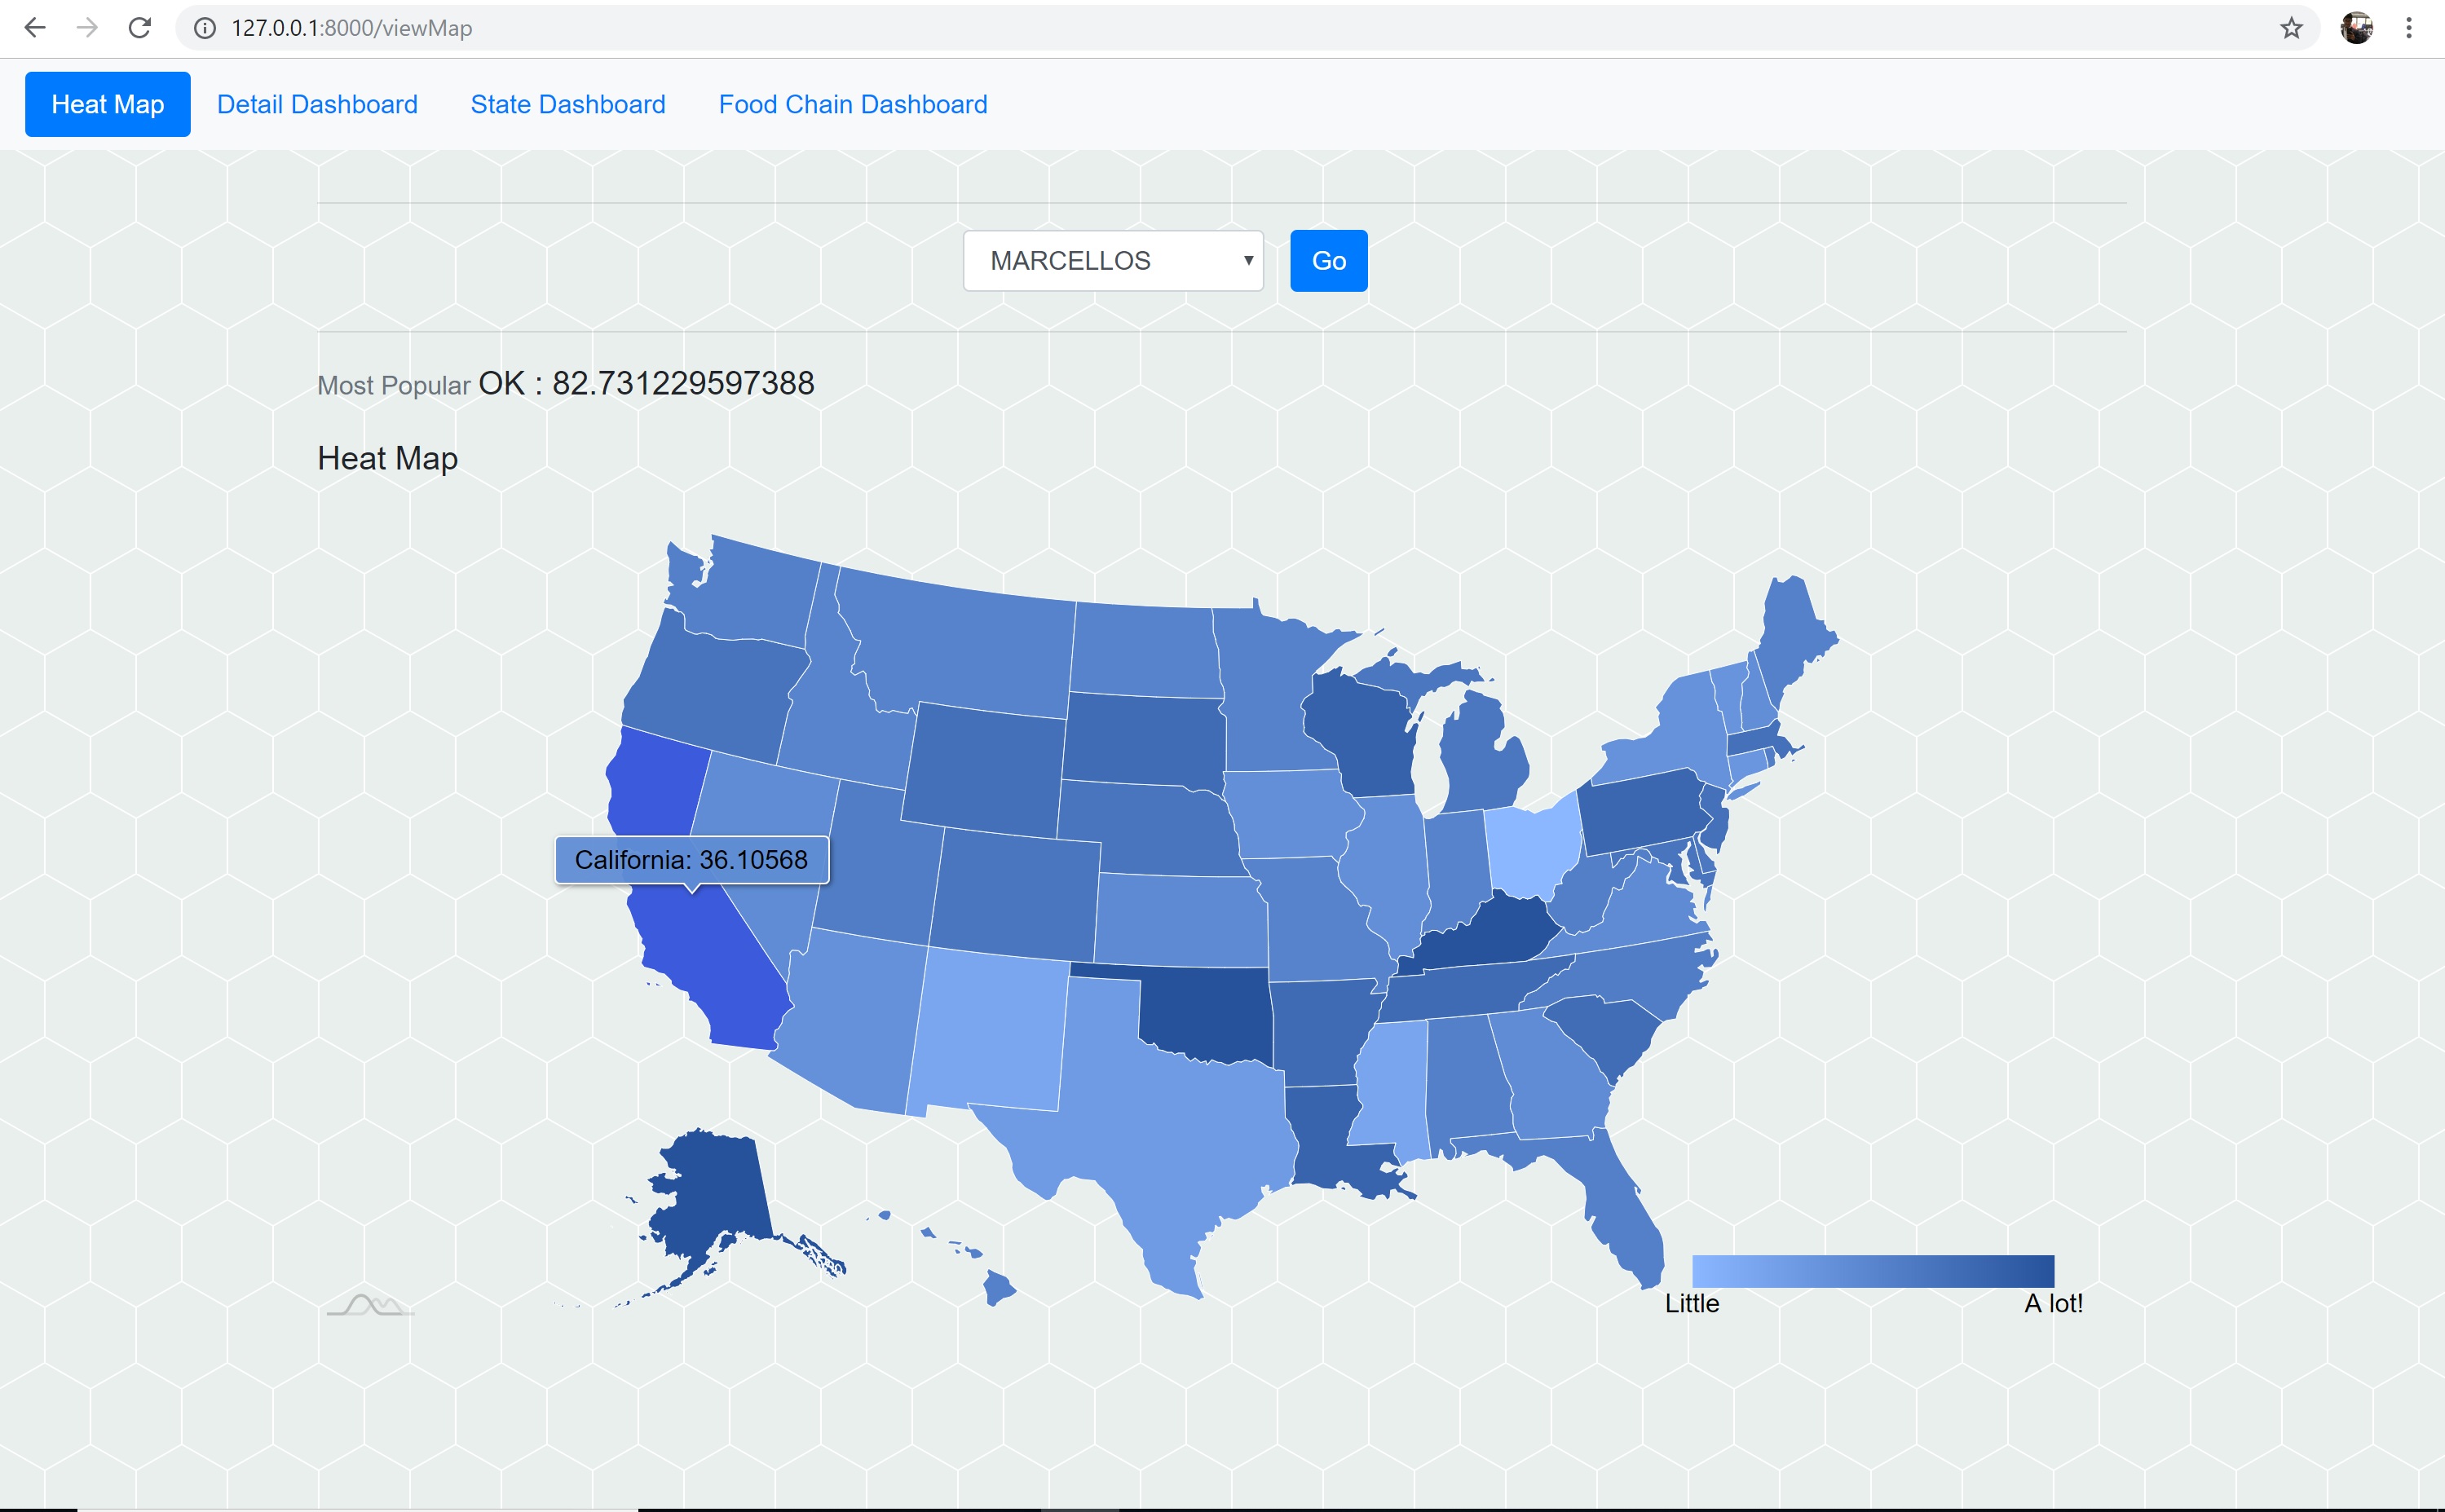 127.0.0.1:8000/viewMap
Heat Map Detail Dashboard State Dashboard Food Chain Dashboard
MARCELLOS Go
Most Popular OK : 82.731229597388
Heat Map
California: 36.10568
Little A lot!